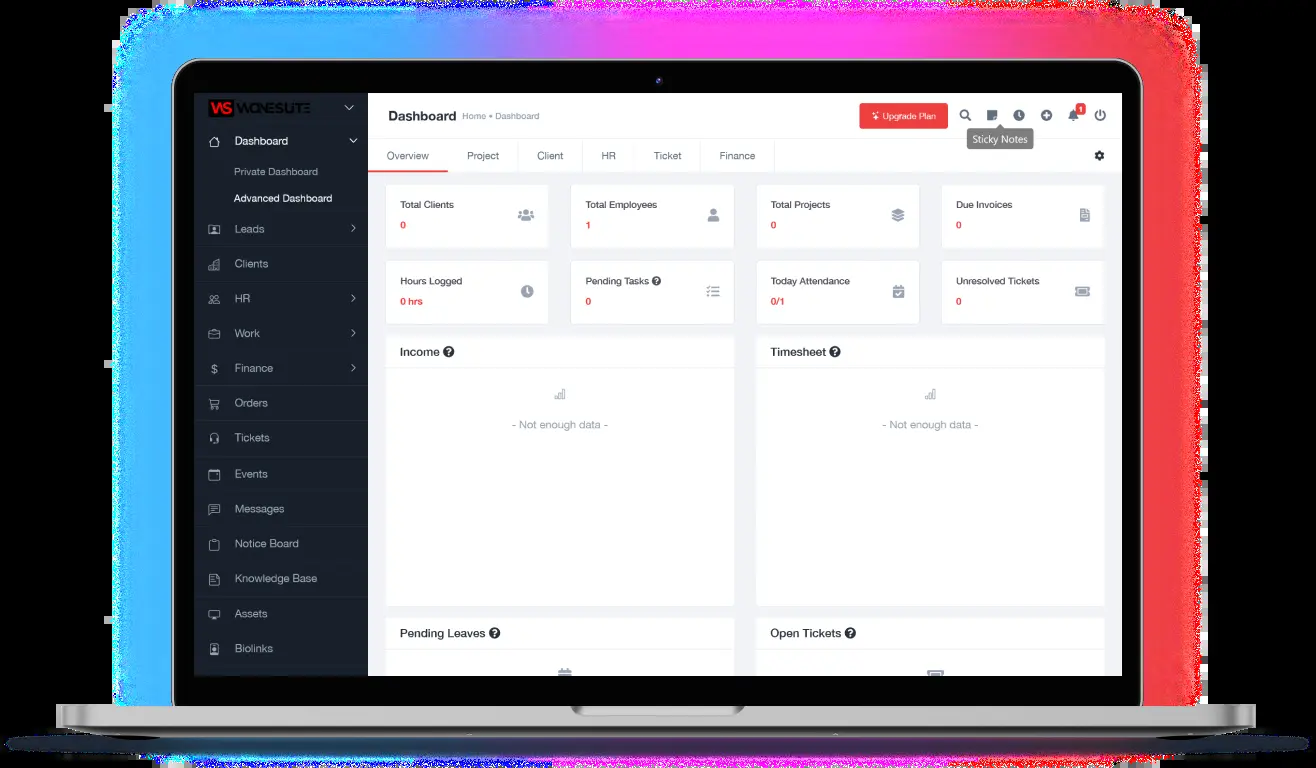 WS WONESUITE
Dashboard
Private Dashboard
Advanced Dashboard
Leads
Clients
HR
Work
Finance
Orders
Tickets
Events
Messages
Notice Board
Knowledge Base
Assets
Biolinks
Dashboard Home • Dashboard
Upgrade Plan
1
Sticky Notes
Overview Project Client HR Ticket Finance
Total Clients
0
Total Employees
1
Total Projects
0
Due Invoices
0
Hours Logged
0 hrs
Pending Tasks
0
Today Attendance
0/1
Unresolved Tickets
0
Income
- Not enough data -
Timesheet
- Not enough data -
Pending Leaves
Open Tickets